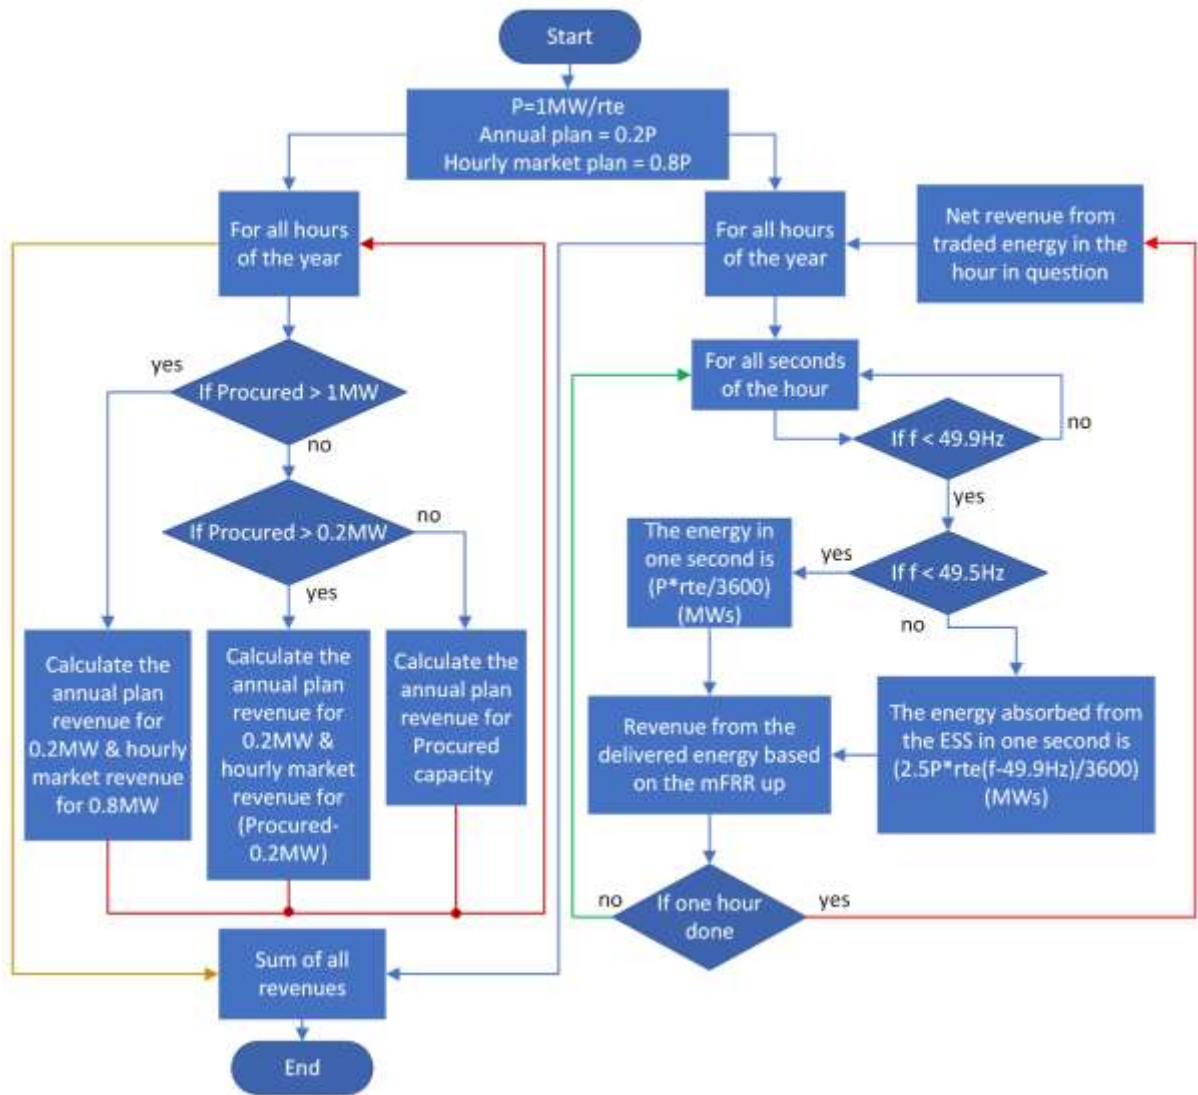 Start
P=1MW/rte
Annual plan = 0.2P
Hourly market plan = 0.8P
For all hours
of the year
For all hours
of the year
Net revenue from
traded energy in the
hour in question
yes
If Procured > 1MW
no
For all seconds
of the hour
If f < 49.9Hz
no
yes
If Procured > 0.2MW
no
yes
The energy in
one second is
(P*rte/3600)
(MWs)
yes
If f < 49.5Hz
no
Calculate the
annual plan
revenue for
0.2MW & hourly
market revenue
for 0.8MW
Calculate the
annual plan
revenue for
0.2MW &
hourly market
revenue for
(Procured-
0.2MW)
Calculate the
annual plan
revenue for
Procured
capacity
Revenue from the
delivered energy based
on the mFRR up
The energy absorbed from
the ESS in one second is
(2.5P*rte(f-49.9Hz)/3600)
(MWs)
no
If one hour
done
yes
Sum of all
revenues
End